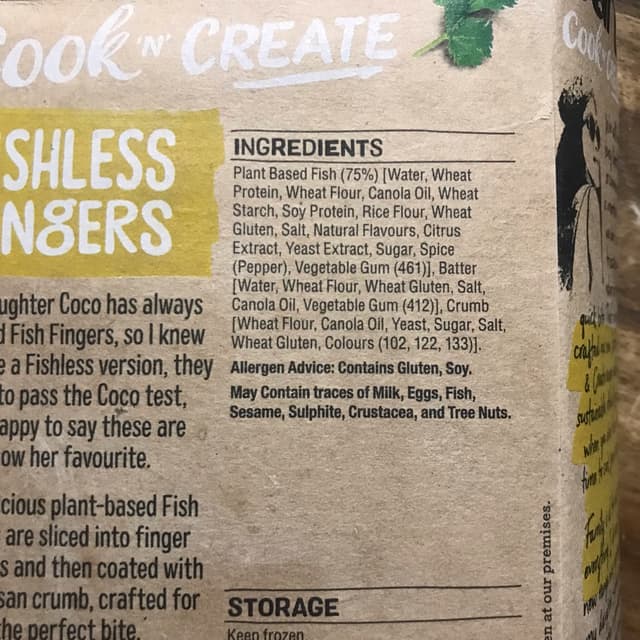 Cook 'N' CREATE
SHLESS
NGERS
INGREDIENTS
Plant Based Fish (75%) [Water, Wheat
Protein, Wheat Flour, Canola Oil, Wheat
Starch, Soy Protein, Rice Flour, Wheat
Gluten, Salt, Natural Flavours, Citrus
Extract, Yeast Extract, Sugar, Spice
(Pepper), Vegetable Gum (461)], Batter
[Water, Wheat Flour, Wheat Gluten, Salt,
Canola Oil, Vegetable Gum (412)], Crumb
[Wheat Flour, Canola Oil, Yeast, Sugar, Salt,
Wheat Gluten, Colours (102, 122, 133)].
Allergen Advice: Contains Gluten, Soy.
May Contain traces of Milk, Eggs, Fish,
Sesame, Sulphite, Crustacea, and Tree Nuts.
ughter Coco has always
d Fish Fingers, so I knew
e a Fishless version, they
to pass the Coco test,
appy to say these are
ow her favourite.
cious plant-based Fish
are sliced into finger
s and then coated with
san crumb, crafted for
the perfect bite.
STORAGE
Keep frozen
n at our premises.
Cook